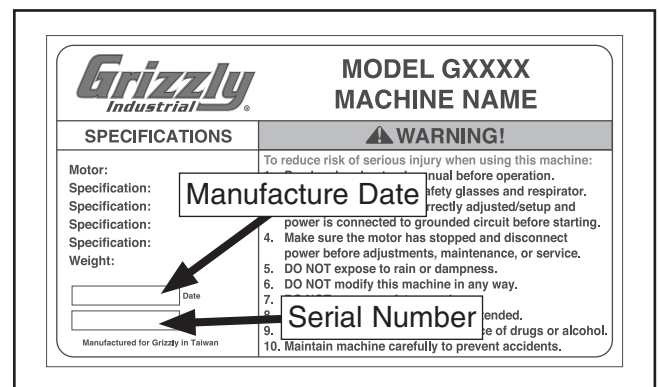 Grizzly
Industrial®
MODEL GXXXX
MACHINE NAME
SPECIFICATIONS
WARNING!
Motor:
Specification:
Specification:
Specification:
Specification:
Weight:
Date
Manufactured for Grizzly in Taiwan
To reduce risk of serious injury when using this machine:
manual before operation.
safety glasses and respirator.
correctly adjusted/setup and
power is connected to grounded circuit before starting.
4. Make sure the motor has stopped and disconnect
power before adjustments, maintenance, or service.
5. DO NOT expose to rain or dampness.
6. DO NOT modify this machine in any way.
7.
8.
9. of drugs or alcohol.
10. Maintain machine carefully to prevent accidents.
Manufacture Date
Serial Number